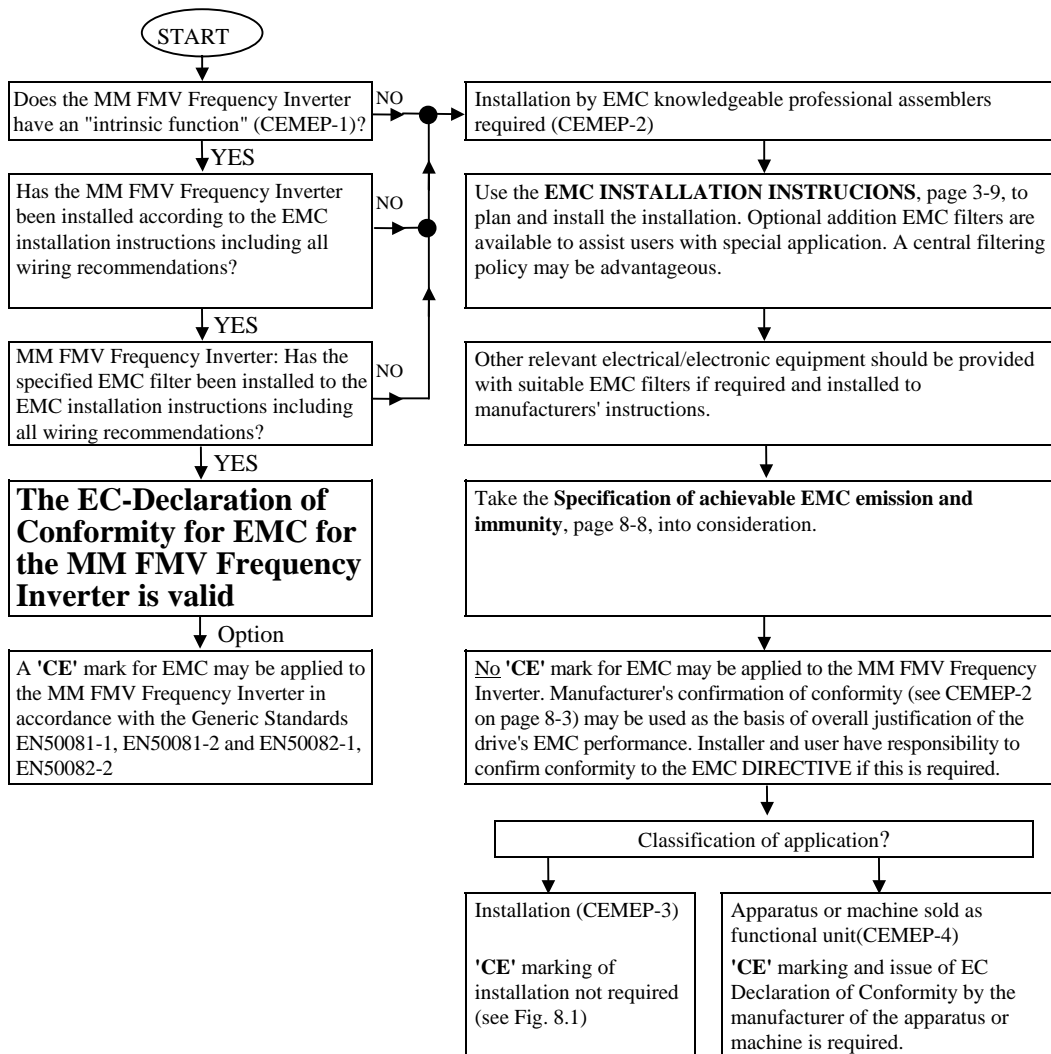 START
Does the MM FMV Frequency Inverter
have an "intrinsic function" (CEMEP-1)?
NO
YES
Has the MM FMV Frequency Inverter
been installed according to the EMC
installation instructions including all
wiring recommendations?
NO
YES
MM FMV Frequency Inverter: Has the
specified EMC filter been installed to the
EMC installation instructions including
all wiring recommendations?
NO
YES
The EC-Declaration of
Conformity for EMC for
the MM FMV Frequency
Inverter is valid
Option
A 'CE' mark for EMC may be applied to
the MM FMV Frequency Inverter in
accordance with the Generic Standards
EN50081-1, EN50081-2 and EN50082-1,
EN50082-2
Installation by EMC knowledgeable professional assemblers
required (CEMEP-2)
Use the EMC INSTALLATION INSTRUCIONS, page 3-9, to
plan and install the installation. Optional addition EMC filters are
available to assist users with special application. A central filtering
policy may be advantageous.
Other relevant electrical/electronic equipment should be provided
with suitable EMC filters if required and installed to
manufacturers' instructions.
Take the Specification of achievable EMC emission and
immunity, page 8-8, into consideration.
No 'CE' mark for EMC may be applied to the MM FMV Frequency
Inverter. Manufacturer's confirmation of conformity (see CEMEP-2
on page 8-3) may be used as the basis of overall justification of the
drive's EMC performance. Installer and user have responsibility to
confirm conformity to the EMC DIRECTIVE if this is required.
Classification of application?
Installation (CEMEP-3)
'CE' marking of
installation not required
(see Fig. 8.1)
Apparatus or machine sold as
functional unit(CEMEP-4)
'CE' marking and issue of EC
Declaration of Conformity by the
manufacturer of the apparatus or
machine is required.